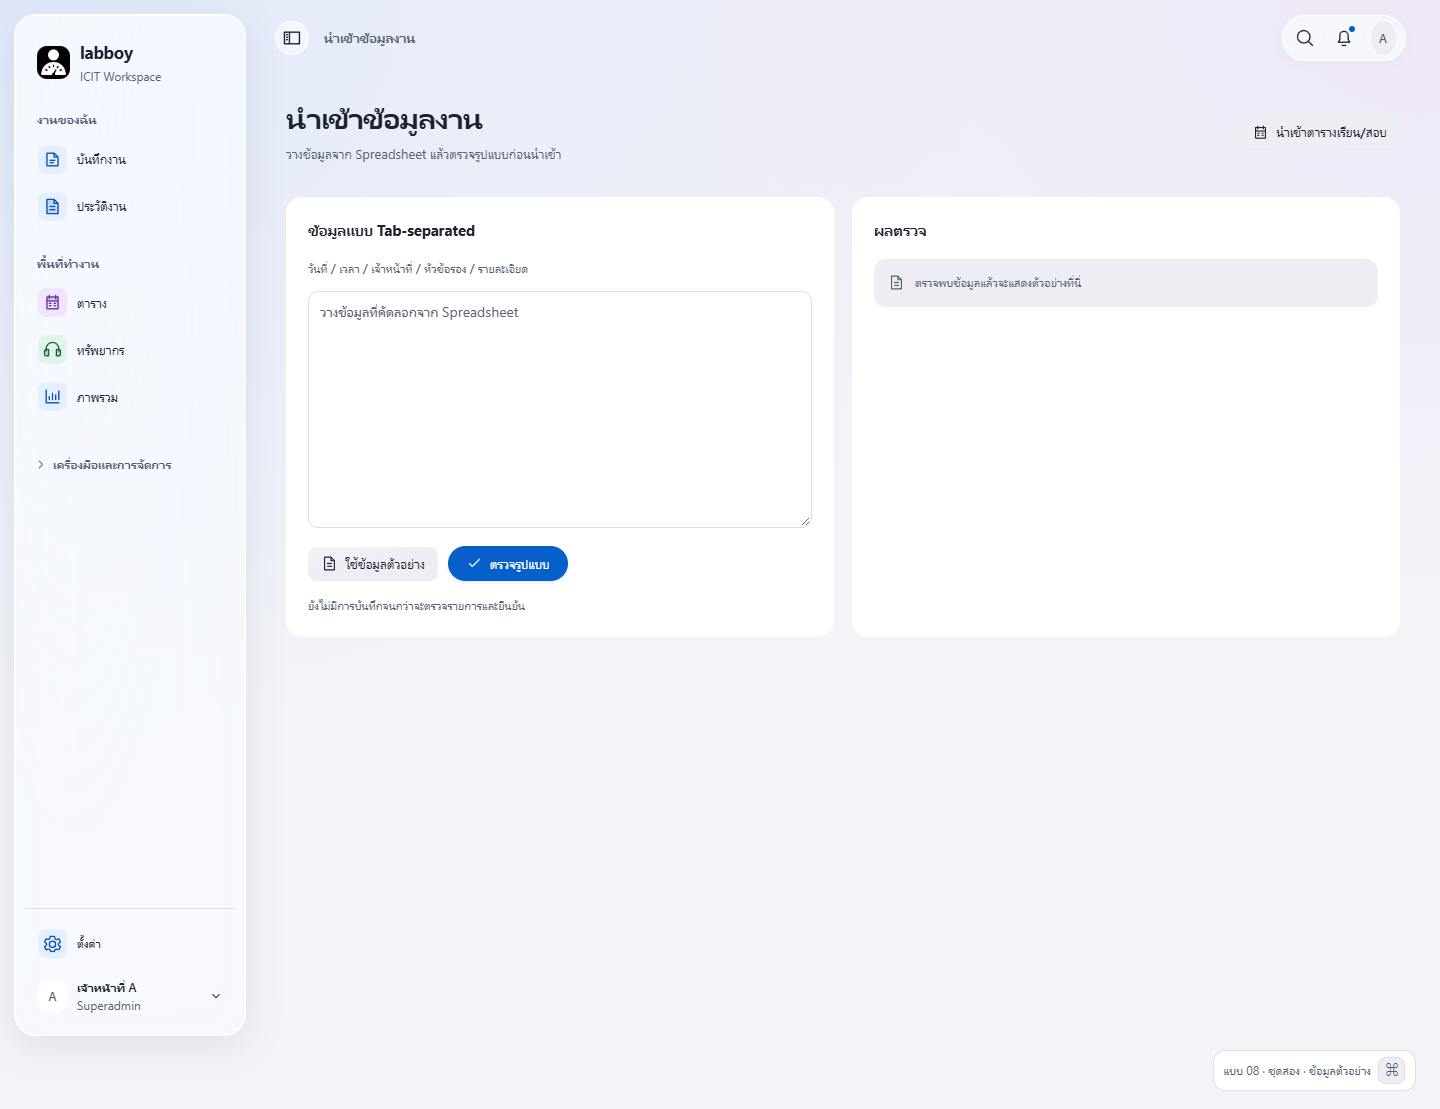 labboy
ICIT Workspace
งานของฉัน
บันทึกงาน
ประวัติงาน
พื้นที่ทำงาน
ตาราง
ทรัพยากร
ภาพรวม
เครื่องมือและการจัดการ
ตั้งค่า
A
เจ้าหน้าที่ A
Superadmin
นำเข้าข้อมูลงาน
A
นำเข้าข้อมูลงาน
วางข้อมูลจาก Spreadsheet แล้วตรวจรูปแบบก่อนนำเข้า
นำเข้าตารางเรียน/สอบ
ข้อมูลแบบ Tab-separated
วันที่ / เวลา / เจ้าหน้าที่ / หัวข้อรอง / รายละเอียด
วางข้อมูลที่คัดลอกจาก Spreadsheet
ใช้ข้อมูลตัวอย่าง
ตรวจรูปแบบ
ยังไม่มีการบันทึกจนกว่าจะตรวจรายการและยืนยัน
ผลตรวจ
ตรวจพบข้อมูลแล้วจะแสดงตัวอย่างที่นี่
แบบ 08 · ชุดสอง · ข้อมูลตัวอย่าง ⌘